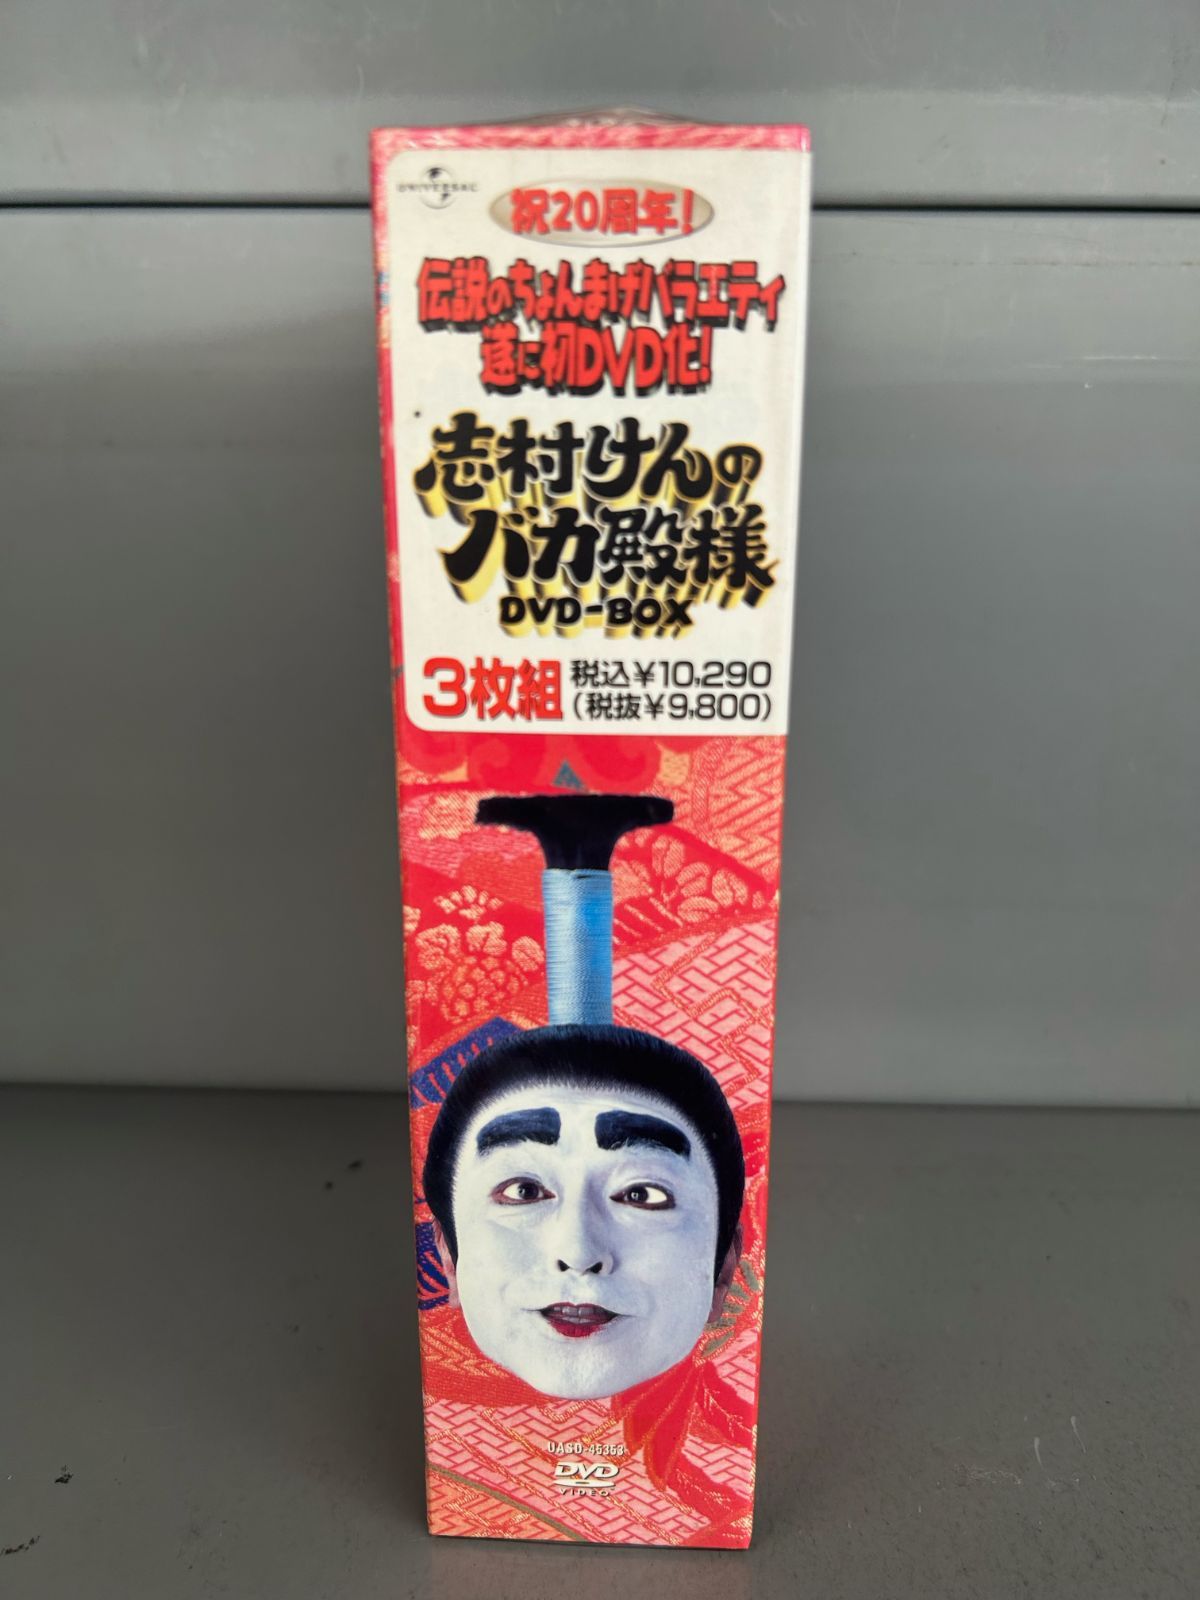 UNIVERSAL
祝20周年!
伝説のちょんまげバラエティ
遂に初DVD化!
志村けんの
バカ殿様
DVD-BOX
3枚組 税込¥10,290
(税抜¥9,800)
UASD-45353
DVD
VIDEO